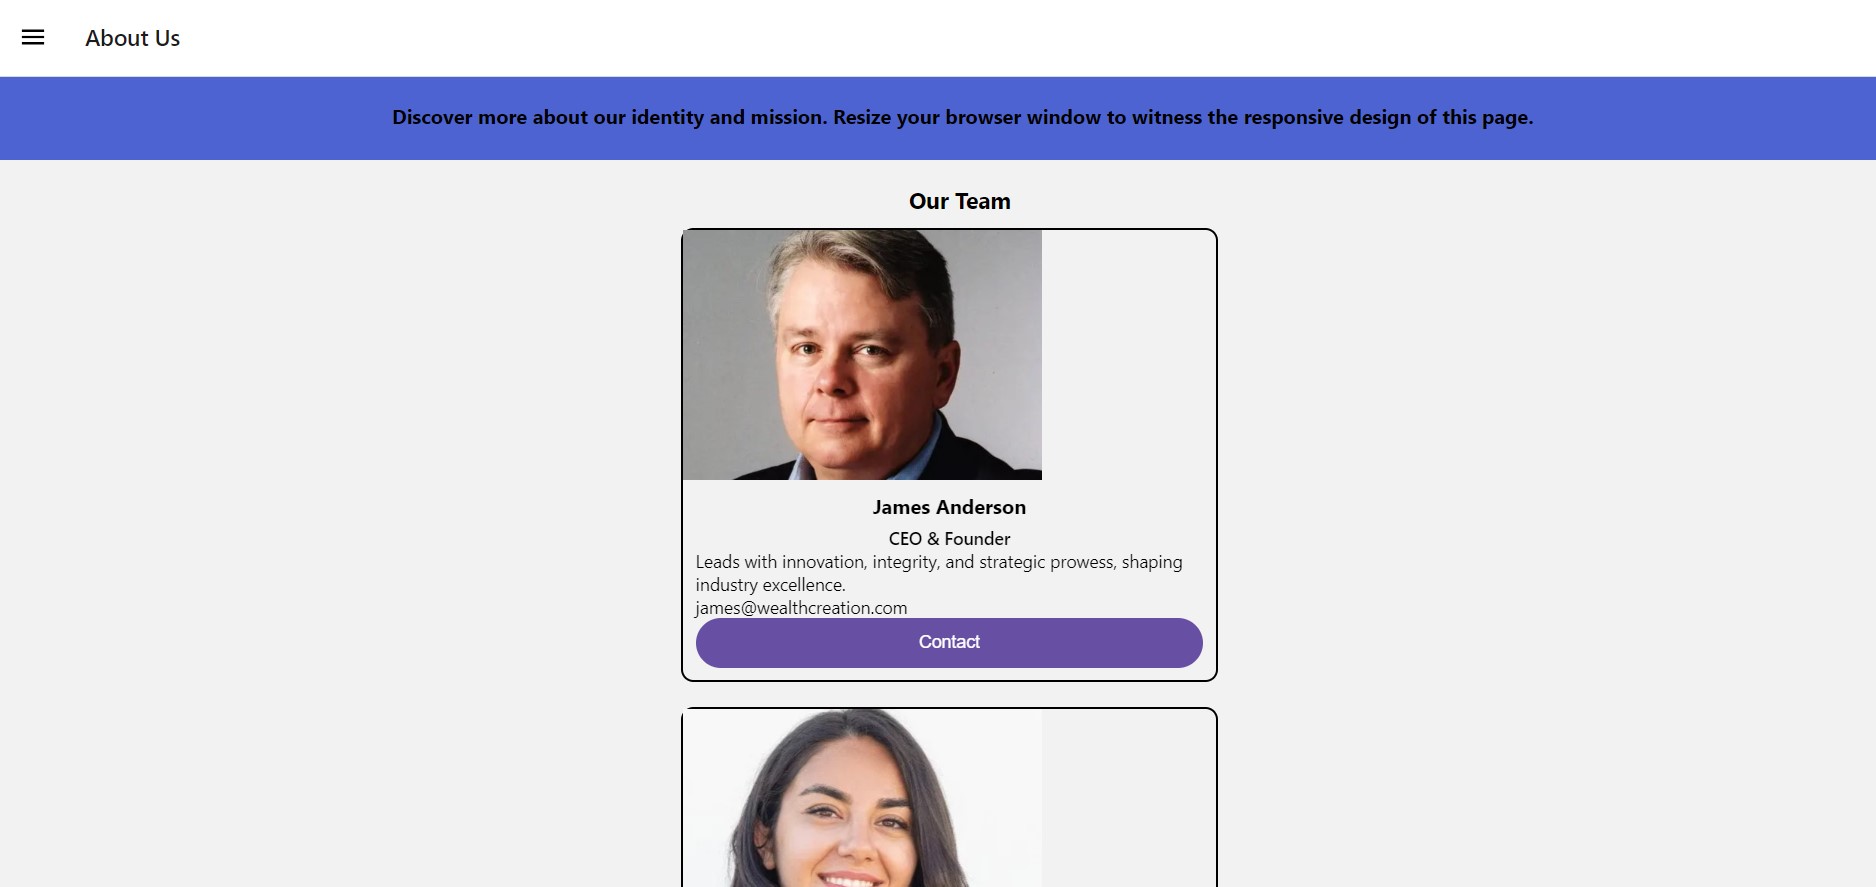 About Us
Discover more about our identity and mission. Resize your browser window to witness the responsive design of this page.
Our Team
James Anderson
CEO & Founder
Leads with innovation, integrity, and strategic prowess, shaping
industry excellence.
james@wealthcreation.com
Contact